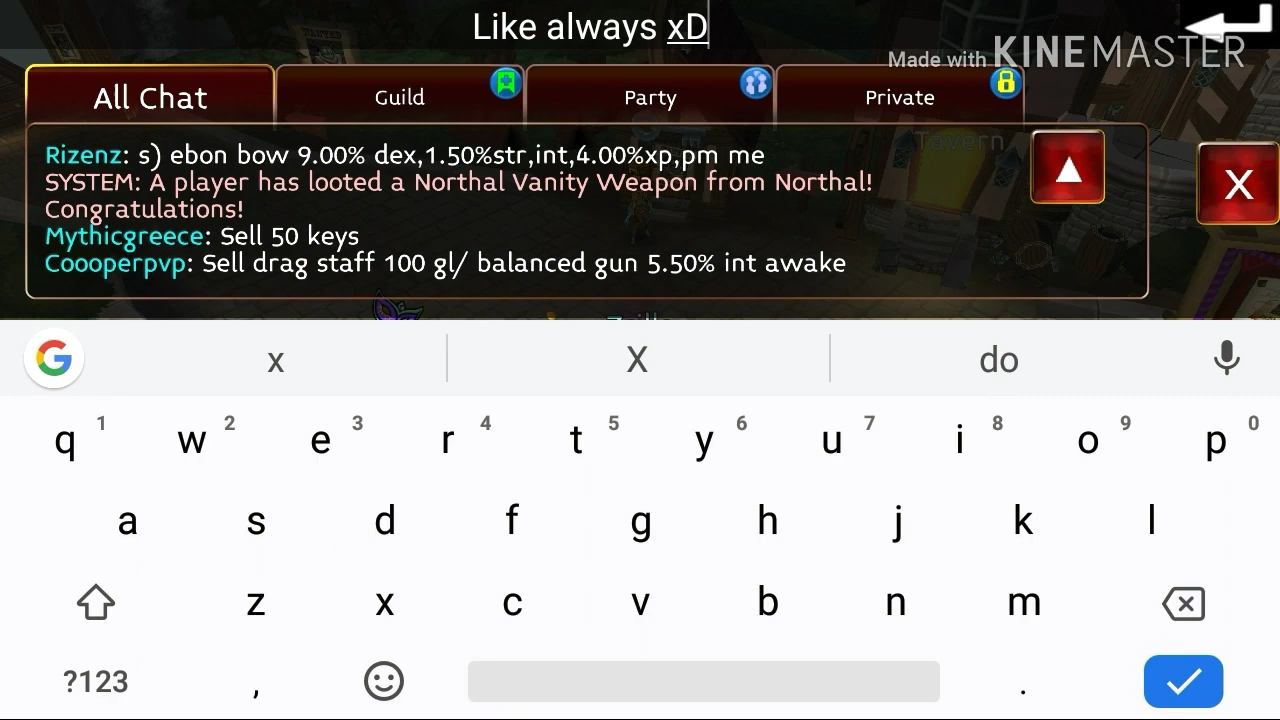 Like always xD
Made with KINEMASTER
All Chat
Guild
Party
Private
Tavern
Rizenz: s) ebon bow 9.00% dex,1.50%str,int,4.00%xp,pm me
SYSTEM: A player has looted a Northal Vanity Weapon from Northal!
Congratulations!
Mythicgreece: Sell 50 keys
Coooperpvp: Sell drag staff 100 gl/ balanced gun 5.50% int awake
X
G
x X do
q 1 w 2 e 3 r 4 t 5 y 6 u 7 i 8 o 9 p 0
a s d f g h j k l
z x c v b n m
?123 , .